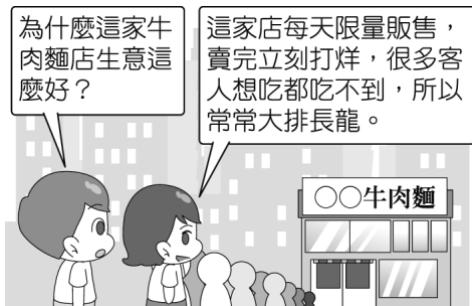 為什麼這家牛
肉麵店生意這
麼好？
這家店每天限量販售，
賣完立刻打烊，很多客
人想吃都吃不到，所以
常常大排長龍。
○○牛肉麵